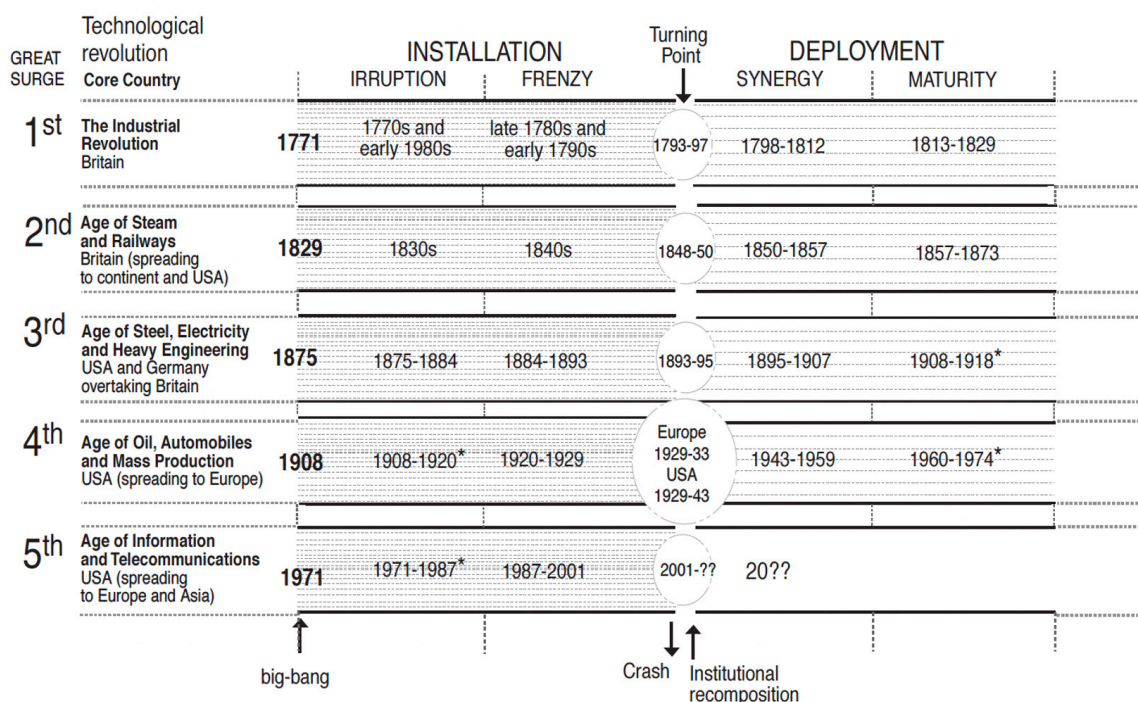 GREAT
SURGE
Technological
revolution
Core Country
INSTALLATION
IRRUPTION
FRENZY
Turning
Point
DEPLOYMENT
SYNERGY
MATURITY
1st
The Industrial
Revolution
Britain
1771
1770s and
early 1980s
late 1780s and
early 1790s
1793-97
1798-1812
1813-1829
2nd
Age of Steam
and Railways
Britain (spreading
to continent and USA)
1829
1830s
1840s
1848-50
1850-1857
1857-1873
3rd
Age of Steel, Electricity
and Heavy Engineering
USA and Germany
overtaking Britain
1875
1875-1884
1884-1893
1893-95
1895-1907
1908-1918*
4th
Age of Oil, Automobiles
and Mass Production
USA (spreading to Europe)
1908
1908-1920*
1920-1929
Europe
1929-33
USA
1929-43
1943-1959
1960-1974*
5th
Age of Information
and Telecommunications
USA (spreading
to Europe and Asia)
1971
1971-1987*
1987-2001
2001-??
20??
big-bang
Crash
Institutional
recomposition